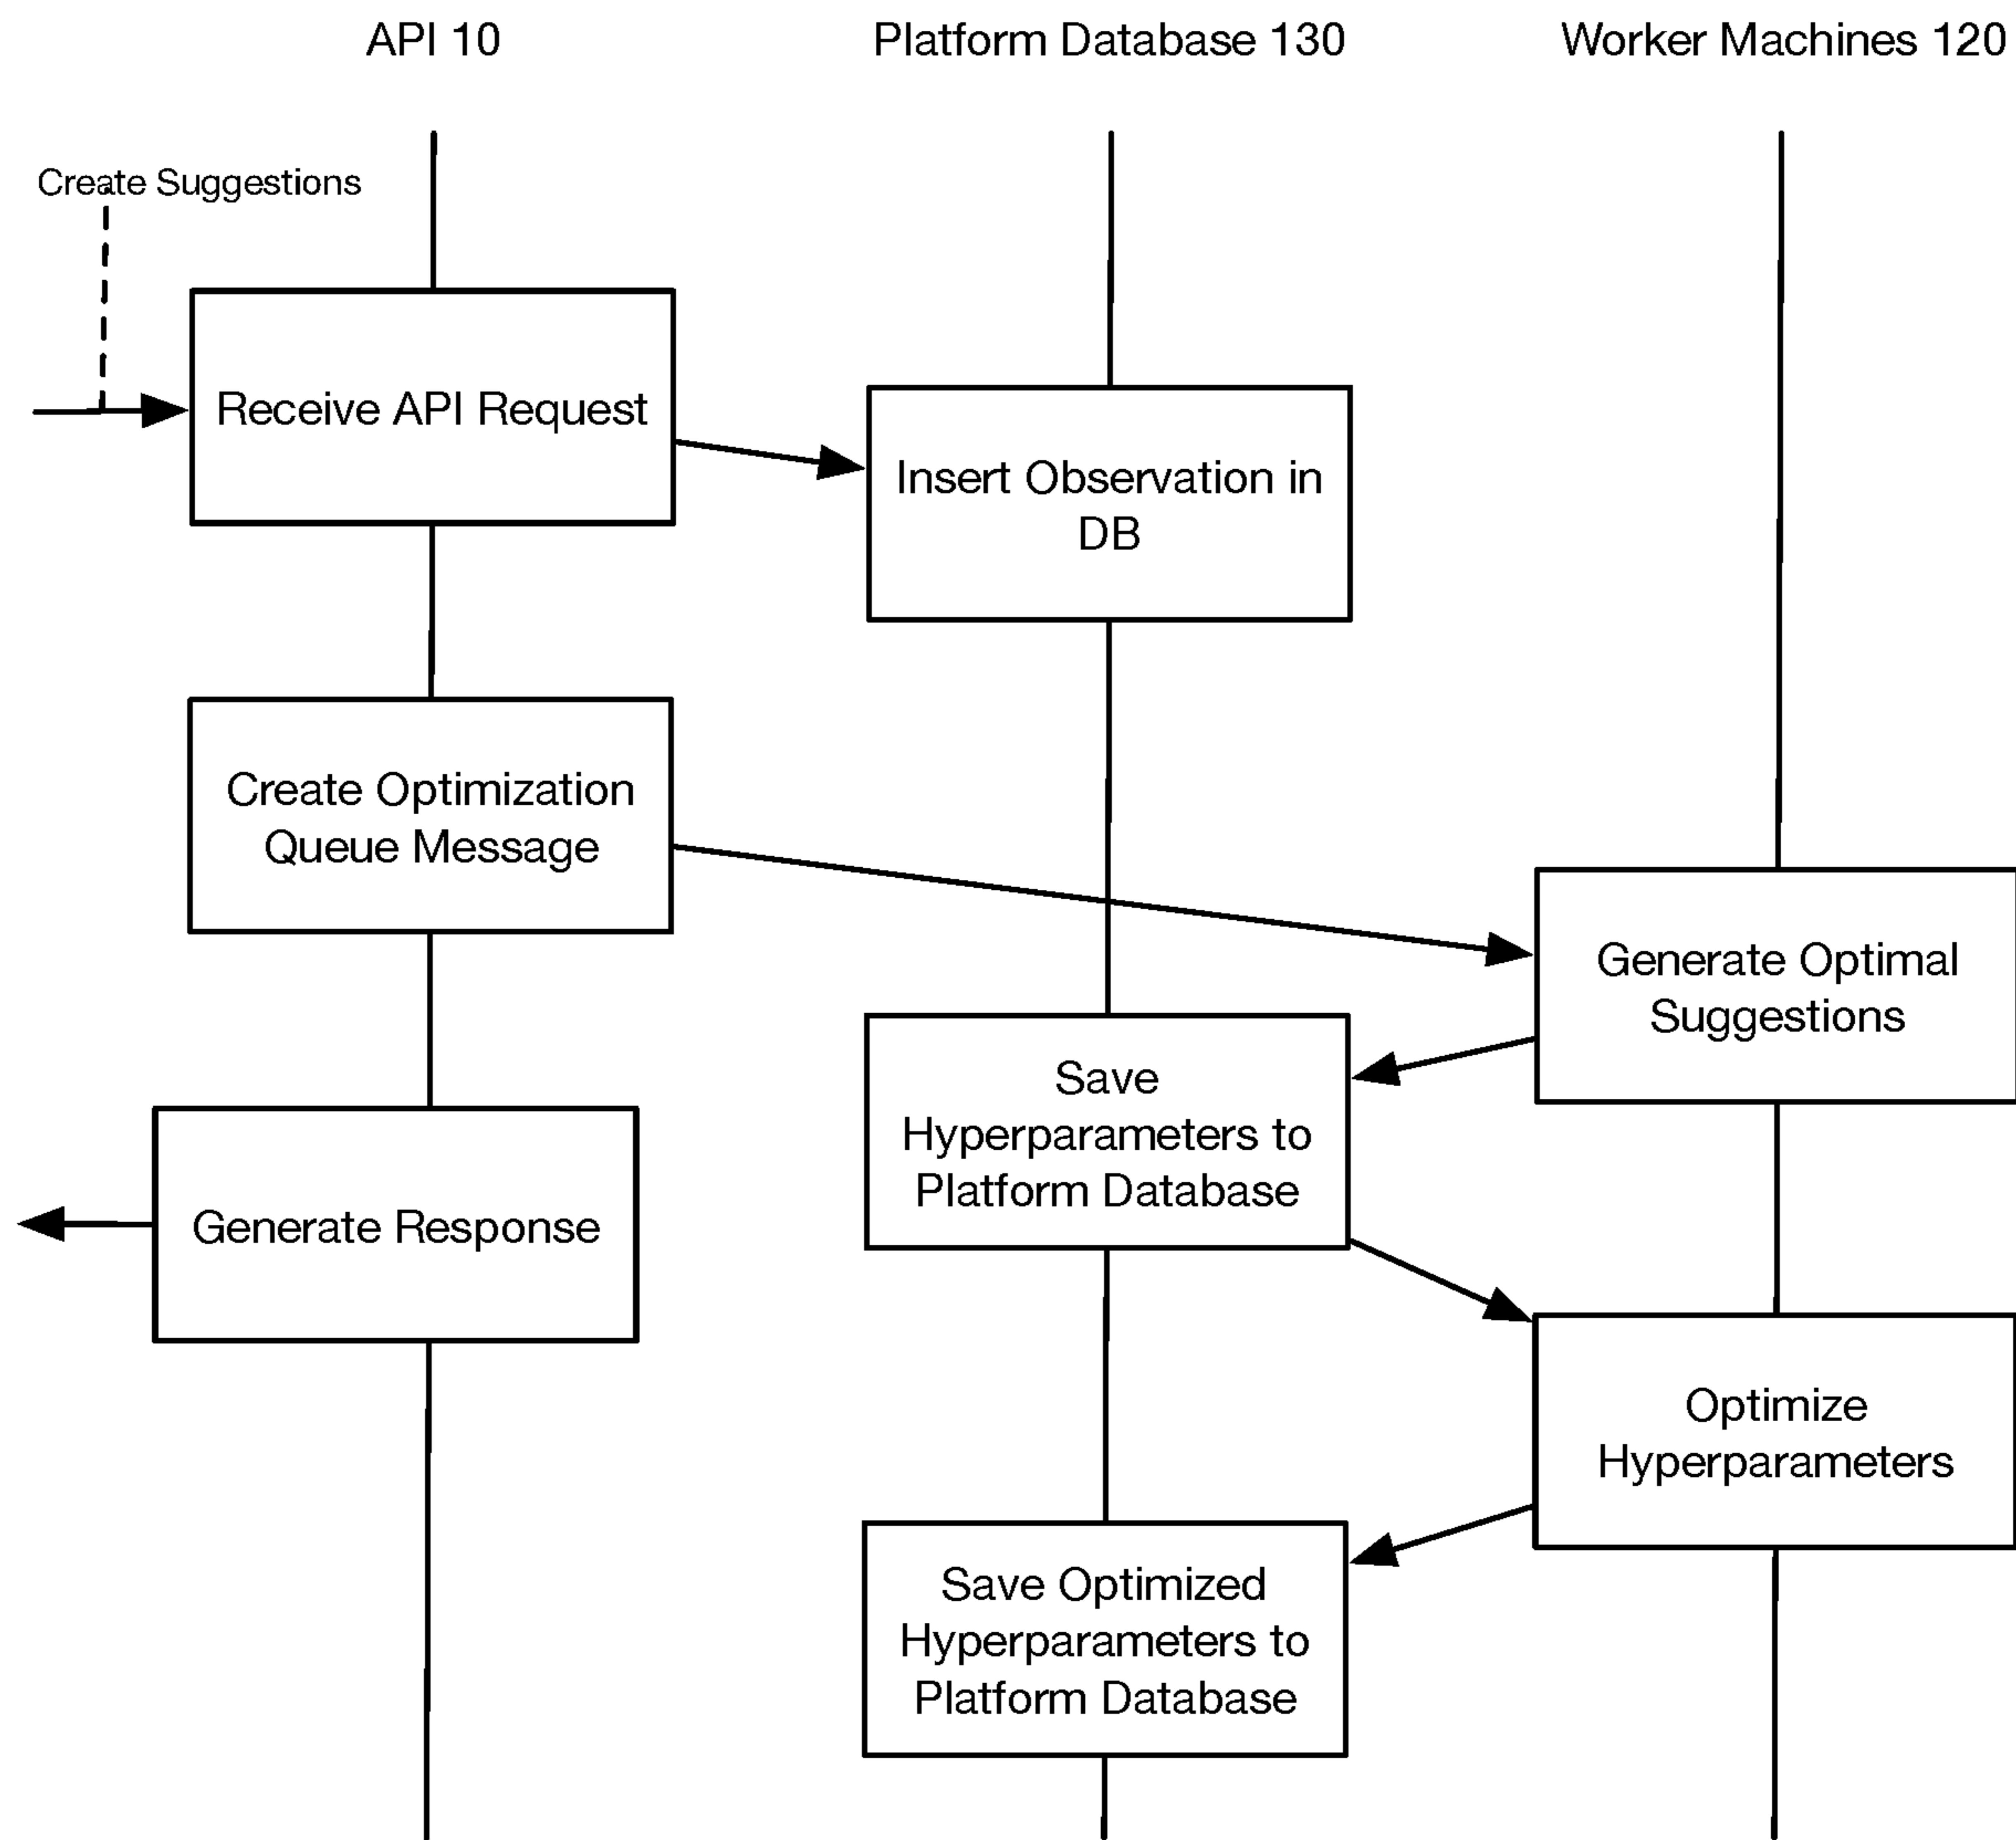 API 10
Platform Database 130
Worker Machines 120
Create Suggestions
Receive API Request
Insert Observation in
DB
Create Optimization
Queue Message
Generate Optimal
Suggestions
Save
Hyperparameters to
Platform Database
Generate Response
Optimize
Hyperparameters
Save Optimized
Hyperparameters to
Platform Database